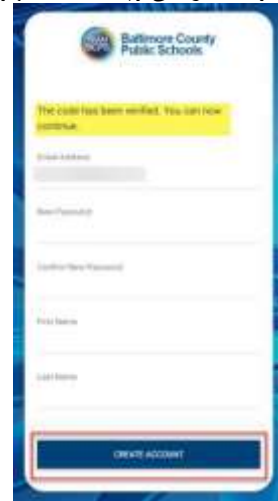 Baltimore County
Public Schools
The code has been verified. You can now
continue.
Email Address
New Password
Confirm New Password
First Name
Last Name
CREATE ACCOUNT